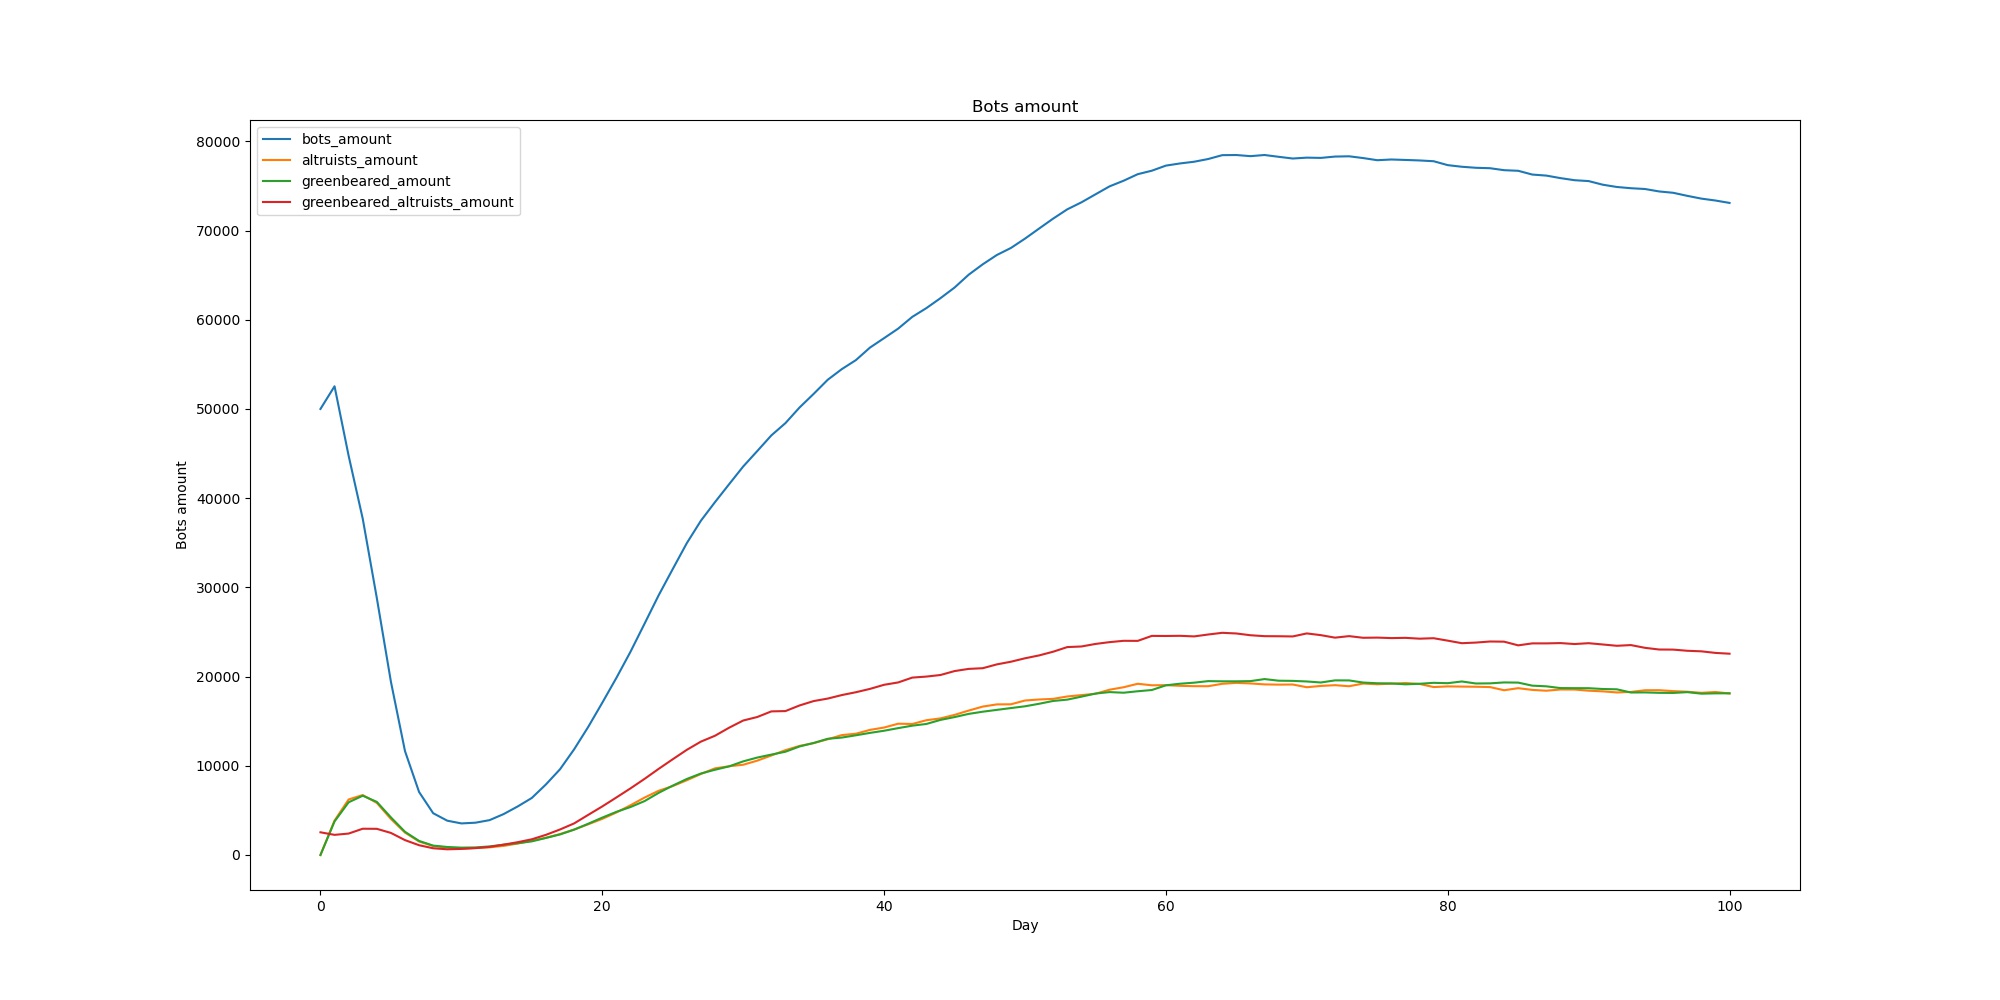 Bots amount
bots_amount
altruists_amount
greenbeared_amount
greenbeared_altruists_amount
80000
70000
60000
50000
40000
30000
20000
10000
0
Bots amount
0 20 40 60 80 100
Day